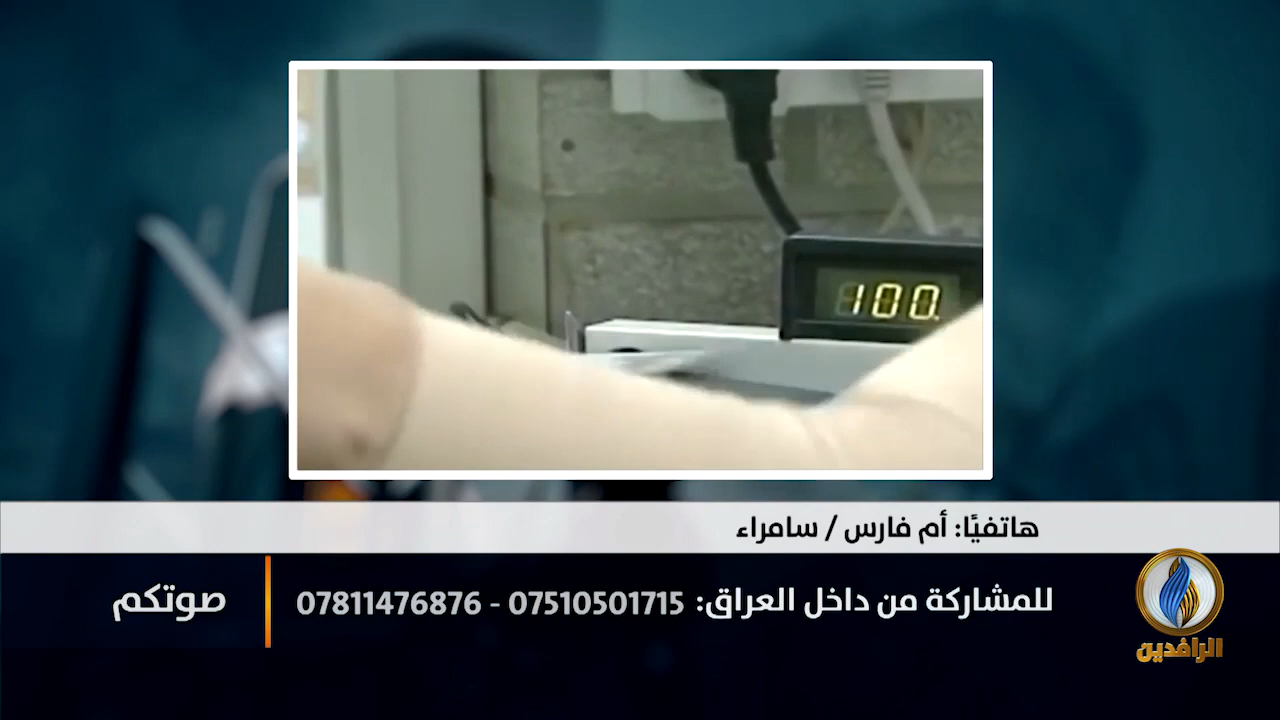 100.
هاتفيًا: أم فارس / سامراء
للمشاركة من داخل العراق: 07510501715 - 07811476876
صوتكم
الرافدين